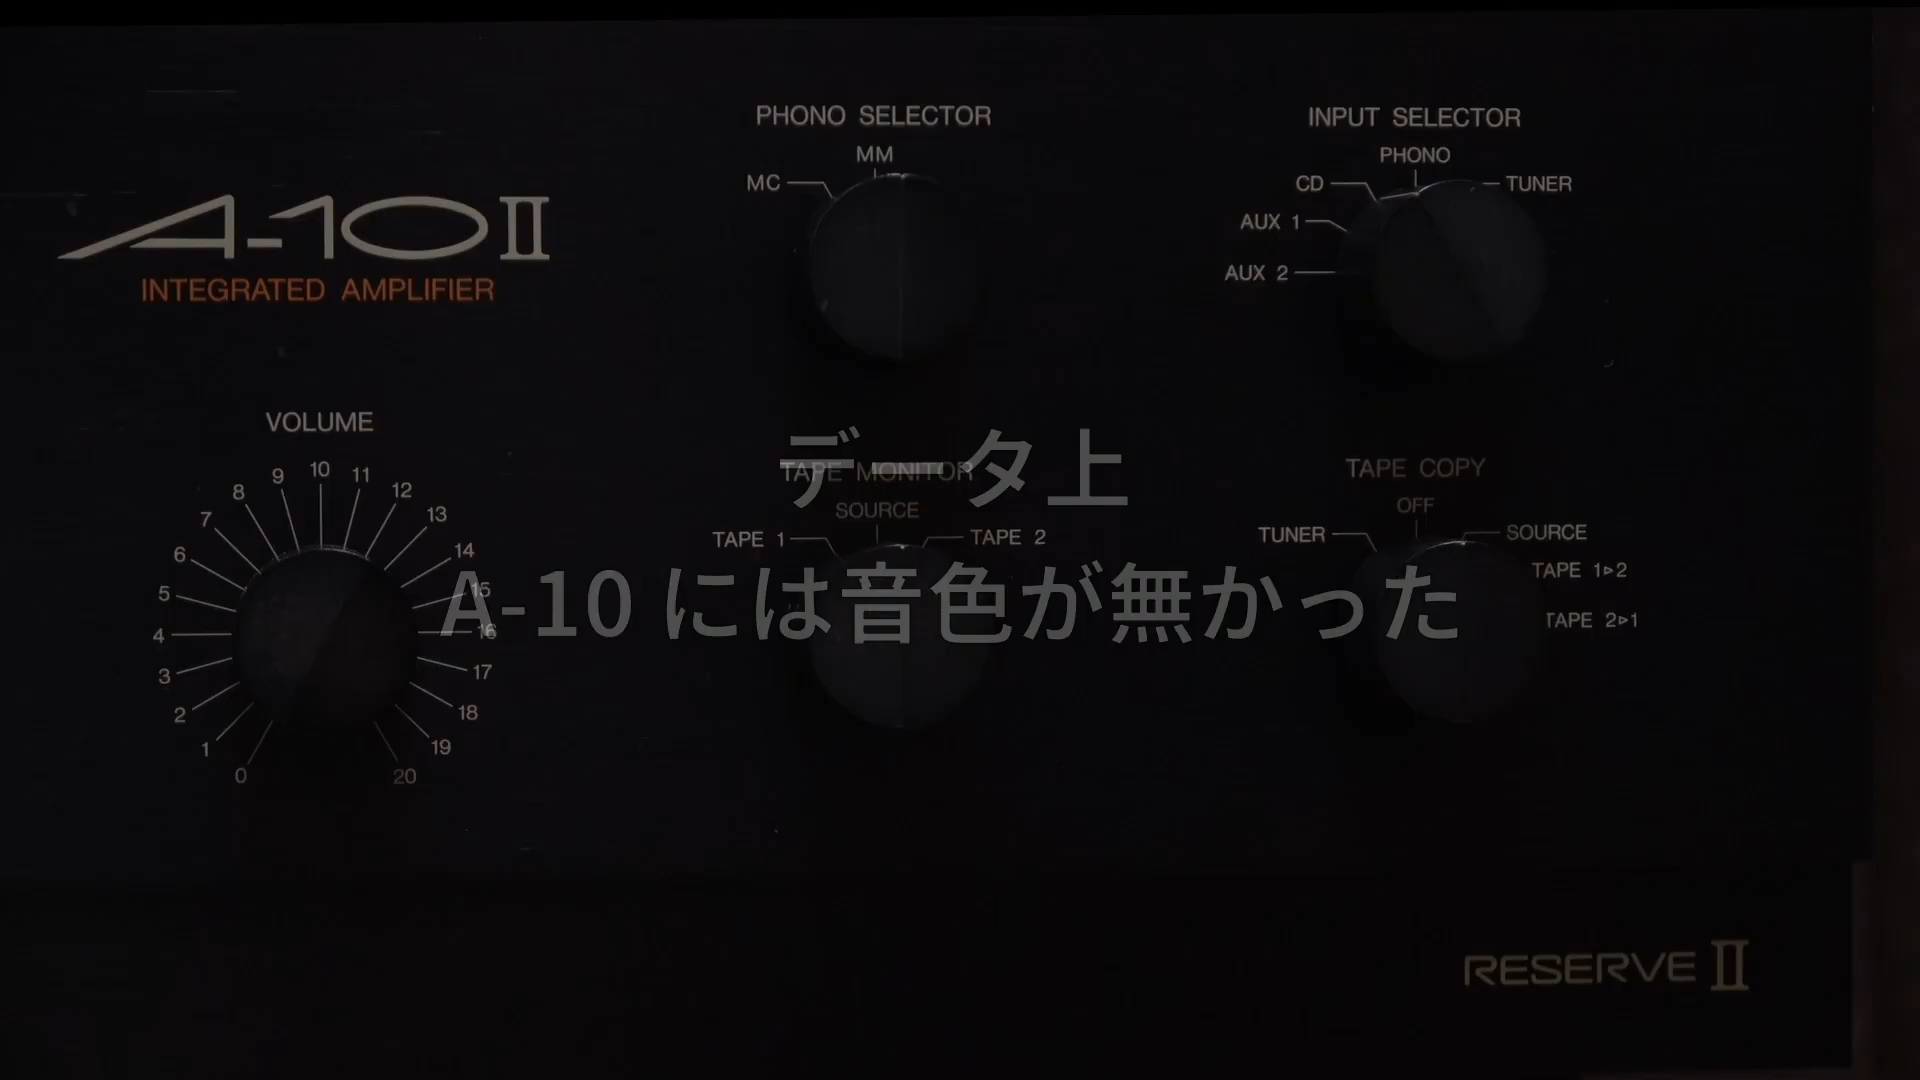 A-10 II
INTEGRATED AMPLIFIER
PHONO SELECTOR
MM
MC
INPUT SELECTOR
PHONO
CD
TUNER
AUX 1
AUX 2
VOLUME
0
1
2
3
4
5
6
7
8
9
10
11
12
13
14
15
16
17
18
19
20
TAPE MONITOR
SOURCE
TAPE 1
TAPE 2
TAPE COPY
OFF
TUNER
SOURCE
TAPE 1▷2
TAPE 2▷1
データ上
A-10 には音色が無かった
RESERVE II